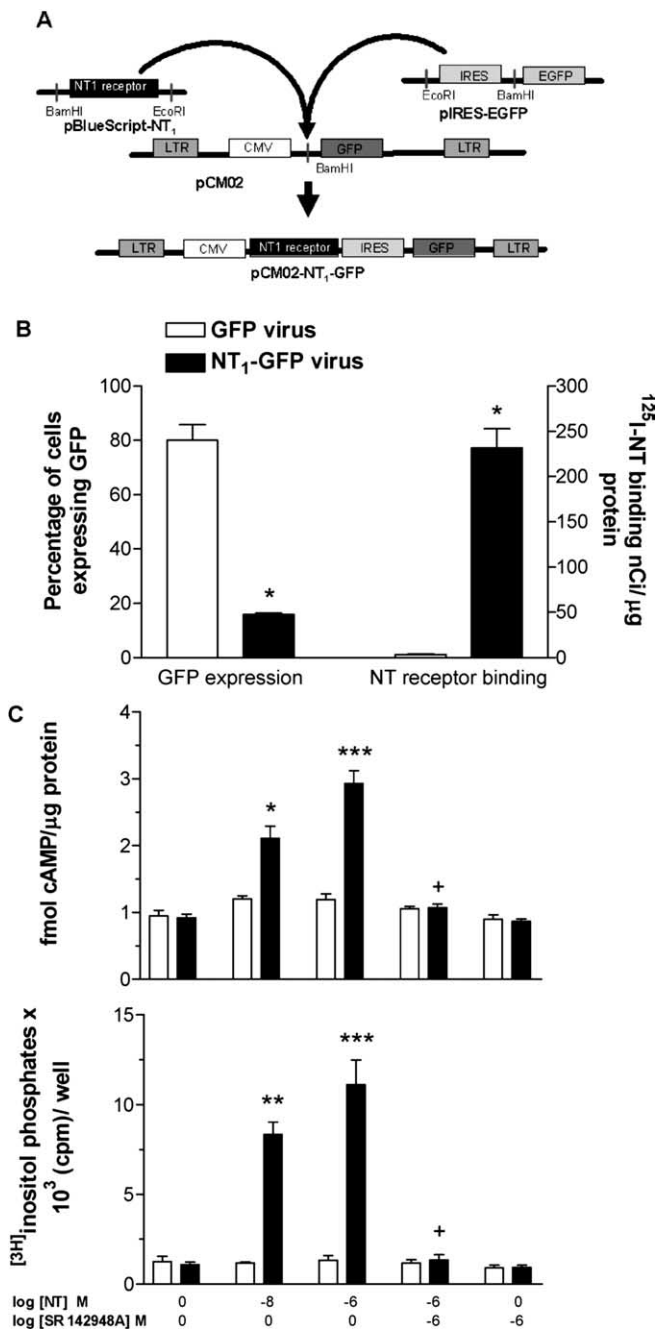 A
NT1 receptor
BamHI EcoRI
pBlueScript-NT₁
IRES EGFP
EcoRI BamHI
pIRES-EGFP
LTR CMV GFP LTR
BamHI
pCM02
LTR CMV NT1 receptor IRES GFP LTR
pCM02-NT₁-GFP
B
GFP virus
NT₁-GFP virus
Percentage of cells expressing GFP
100
80
60
40
20
0
*
*
300
250
200
150
100
50
0
¹²⁵I-NT binding nCi/µg protein
GFP expression NT receptor binding
C
fmol cAMP/µg protein
4
3
2
1
0
*
***
+
[3H]inositol phosphates x 10³ (cpm)/ well
15
10
5
0
**
***
+
log [NT] M 0 -8 -6 -6 0
log [SR 142948A] M 0 0 0 -6 -6